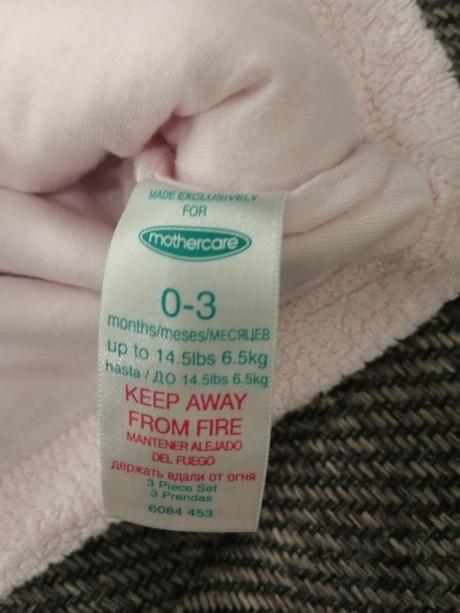 MADE EXCLUSIVELY
FOR
mothercare
0-3
months/meses/МЕСЯЦЕВ
up to 14.5lbs 6.5kg
hasta / ДО 14.5lbs 6.5kg
KEEP AWAY
FROM FIRE
MANTENER ALEJADO
DEL FUEGO
держать вдали от огня
3 Piece Set
3 Prendas
6084 453